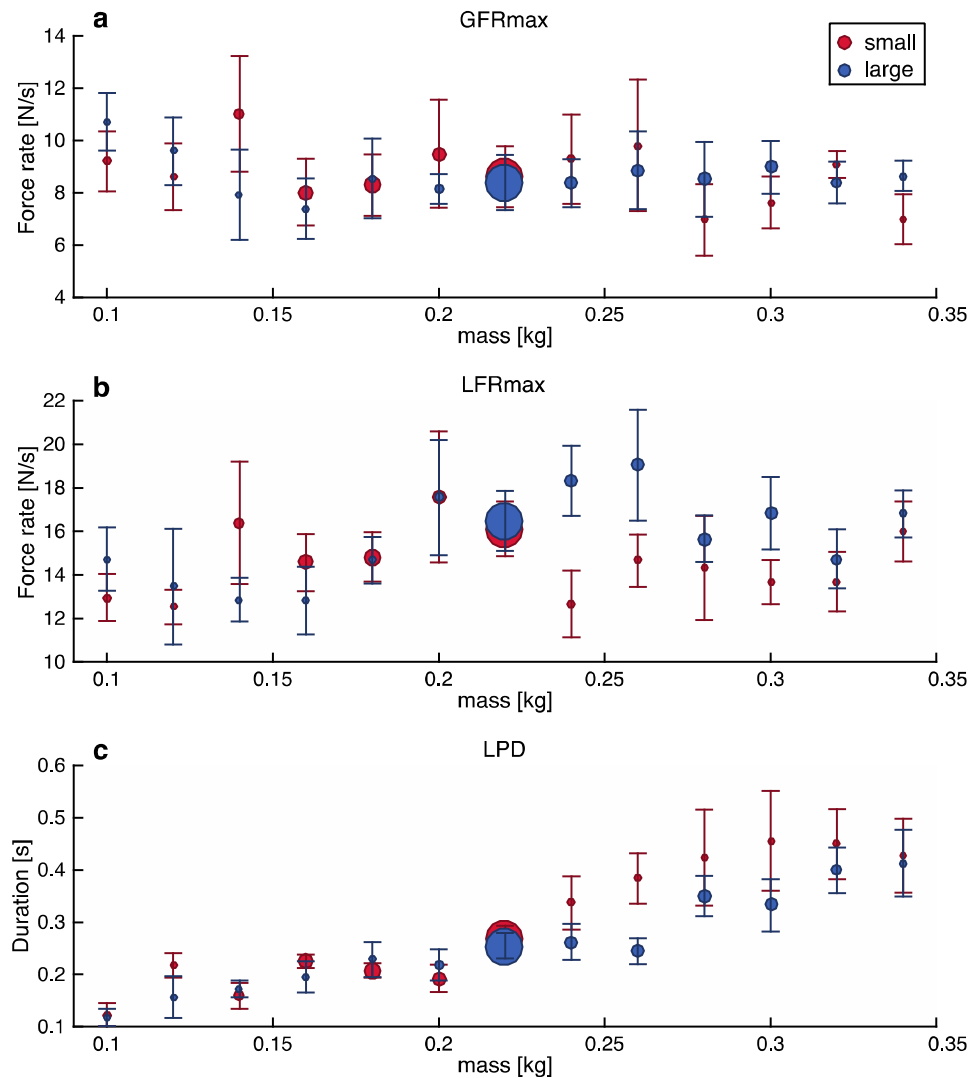 a
GFRmax
small
large
Force rate [N/s]
14
12
10
8
6
4
0.1
0.15
0.2
0.25
0.3
0.35
mass [kg]
b
LFRmax
Force rate [N/s]
22
20
18
16
14
12
10
0.1
0.15
0.2
0.25
0.3
0.35
mass [kg]
c
LPD
Duration [s]
0.6
0.5
0.4
0.3
0.2
0.1
0.1
0.15
0.2
0.25
0.3
0.35
mass [kg]